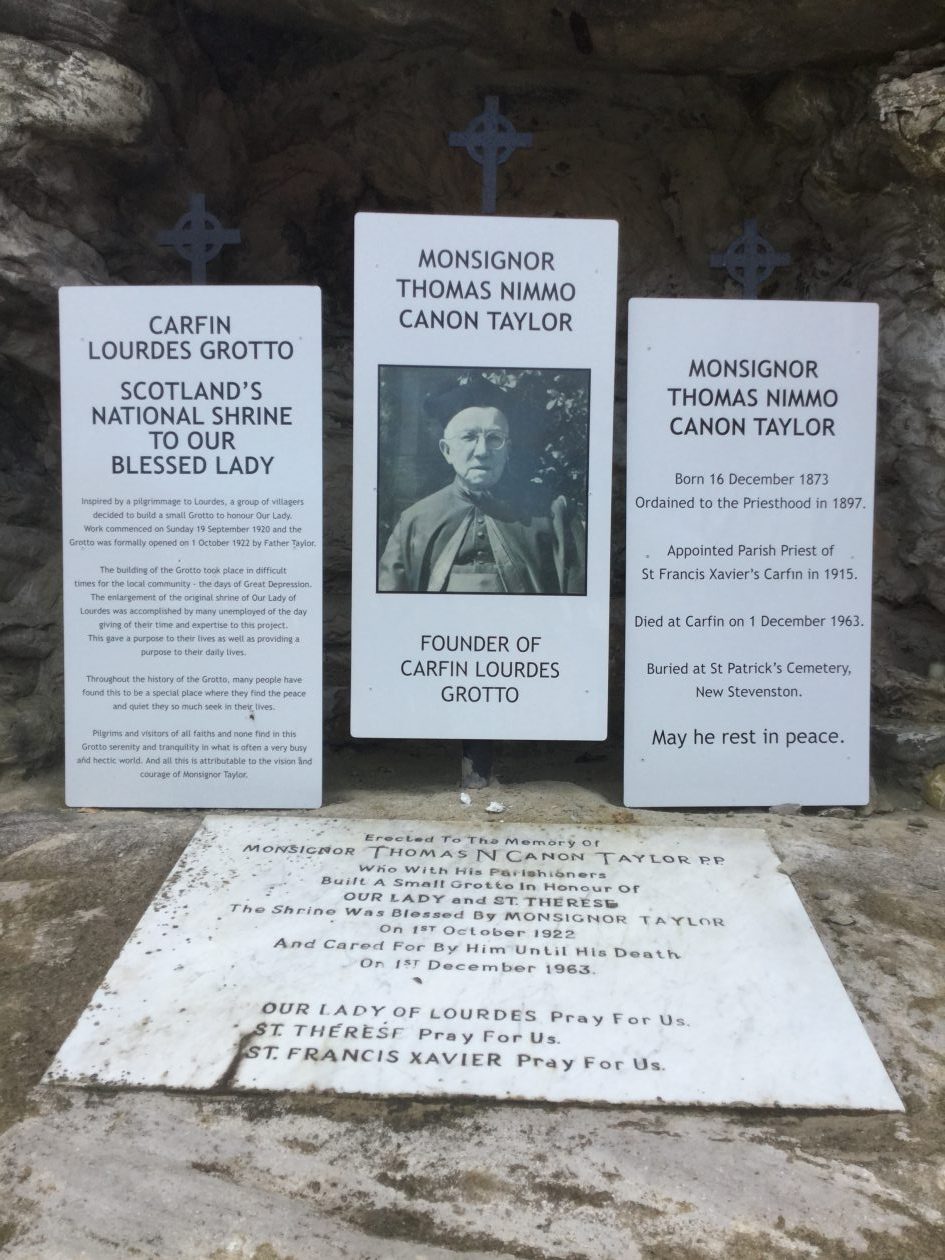 CARFIN
LOURDES GROTTO
SCOTLAND'S
NATIONAL SHRINE
TO OUR
BLESSED LADY
Inspired by a pilgrimmage to Lourdes, a group of villagers
decided to build a small Grotto to honour Our Lady.
Work commenced on Sunday 19 September 1920 and the
Grotto was formally opened on 1 October 1922 by Father Taylor.
The building of the Grotto took place in difficult
times for the local community - the days of Great Depression.
The enlargement of the original shrine of Our Lady of
Lourdes was accomplished by many unemployed of the day
giving of their time and expertise to this project.
This gave a purpose to their lives as well as providing a
purpose to their daily lives.
Throughout the history of the Grotto, many people have
found this to be a special place where they find the peace
and quiet they so much seek in their lives.
Pilgrims and visitors of all faiths and none find in this
Grotto serenity and tranquility in what is often a very busy
and hectic world. And all this is attributable to the vision and
courage of Monsignor Taylor.
MONSIGNOR
THOMAS NIMMO
CANON TAYLOR
FOUNDER OF
CARFIN LOURDES
GROTTO
MONSIGNOR
THOMAS NIMMO
CANON TAYLOR
Born 16 December 1873
Ordained to the Priesthood in 1897.
Appointed Parish Priest of
St Francis Xavier's Carfin in 1915.
Died at Carfin on 1 December 1963.
Buried at St Patrick's Cemetery,
New Stevenston.
May he rest in peace.
Erected To The Memory Of
MONSIGNOR THOMAS N CANON TAYLOR P.P.
Who With His Parishioners
Built A Small Grotto In Honour Of
OUR LADY and ST. THÉRÈSE
The Shrine Was Blessed By MONSIGNOR TAYLOR
On 1ST October 1922
And Cared For By Him Until His Death
On 1ST December 1963.
OUR LADY OF LOURDES Pray For Us.
ST. THÉRÈSE Pray For Us.
ST. FRANCIS XAVIER Pray For Us.